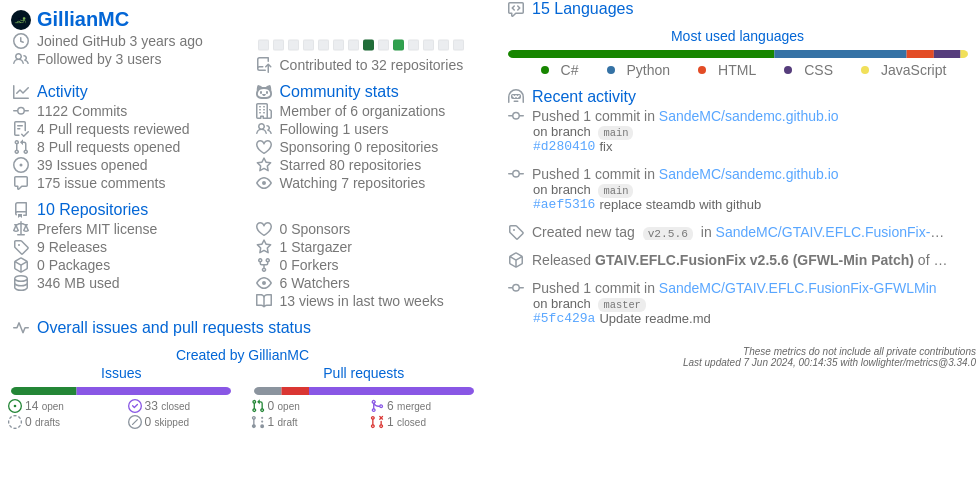 GillianMC
Joined GitHub 3 years ago
Followed by 3 users
Contributed to 32 repositories
Activity
1122 Commits
4 Pull requests reviewed
8 Pull requests opened
39 Issues opened
175 issue comments
Community stats
Member of 6 organizations
Following 1 users
Sponsoring 0 repositories
Starred 80 repositories
Watching 7 repositories
10 Repositories
Prefers MIT license
9 Releases
0 Packages
346 MB used
0 Sponsors
1 Stargazer
0 Forkers
6 Watchers
13 views in last two weeks
Overall issues and pull requests status
Created by GillianMC
Issues
14 open
33 closed
0 drafts
0 skipped
Pull requests
0 open
6 merged
1 draft
1 closed
15 Languages
Most used languages
C# Python HTML CSS JavaScript
Recent activity
Pushed 1 commit in SandeMC/sandemc.github.io
on branch main
#d280410 fix
Pushed 1 commit in SandeMC/sandemc.github.io
on branch main
#aef5316 replace steamdb with github
Created new tag v2.5.6 in SandeMC/GTAIV.EFLC.FusionFix-…
Released GTAIV.EFLC.FusionFix v2.5.6 (GFWL-Min Patch) of …
Pushed 1 commit in SandeMC/GTAIV.EFLC.FusionFix-GFWLMin
on branch master
#5fc429a Update readme.md
These metrics do not include all private contributions
Last updated 7 Jun 2024, 00:14:35 with lowlighter/metrics@3.34.0